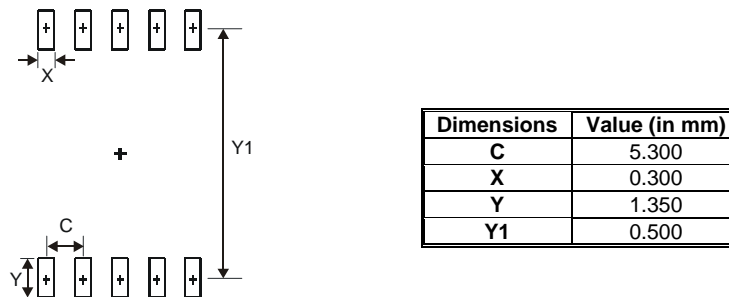 X
Y1
C
Y
Dimensions Value (in mm)
C 5.300
X 0.300
Y 1.350
Y1 0.500